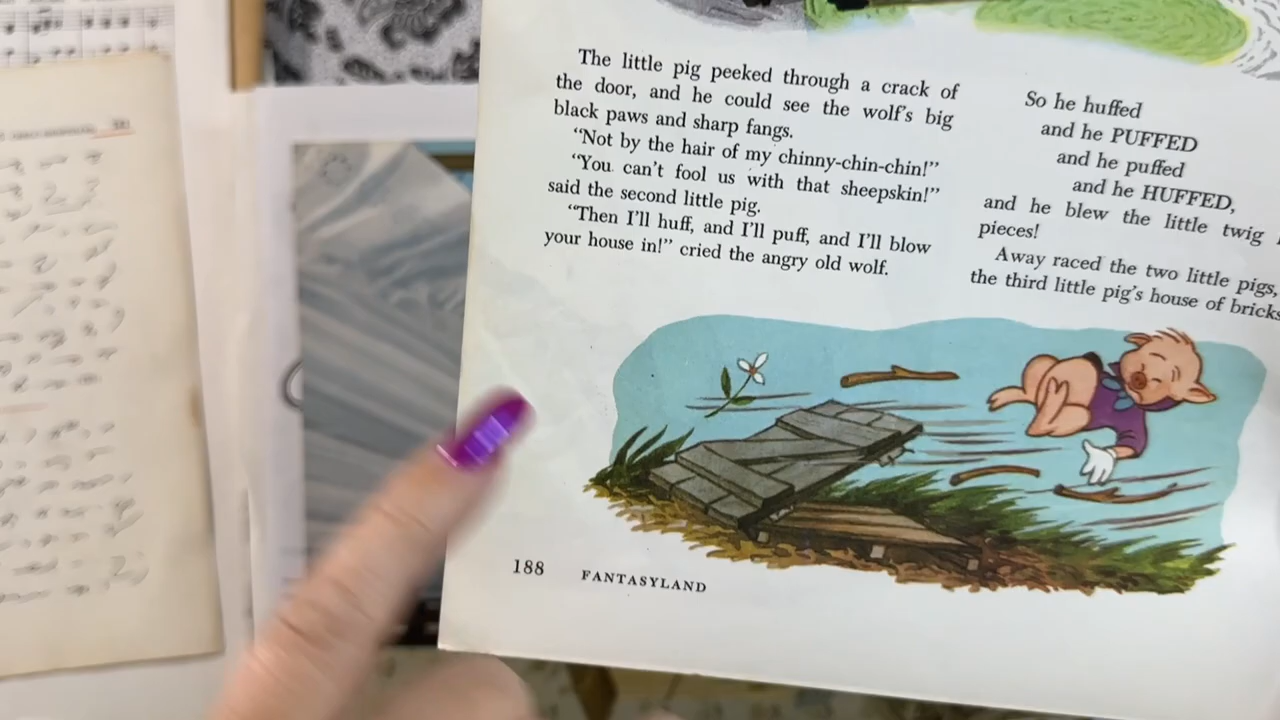 The little pig peeked through a crack of
the door, and he could see the wolf's big
black paws and sharp fangs.
"Not by the hair of my chinny-chin-chin!"
"You can't fool us with that sheepskin!"
said the second little pig.
"Then I'll huff, and I'll puff, and I'll blow
your house in!" cried the angry old wolf.
So he huffed
and he PUFFED
and he puffed
and he HUFFED,
and he blew the little twig
pieces!
Away raced the two little pigs,
the third little pig's house of bricks
188 FANTASYLAND